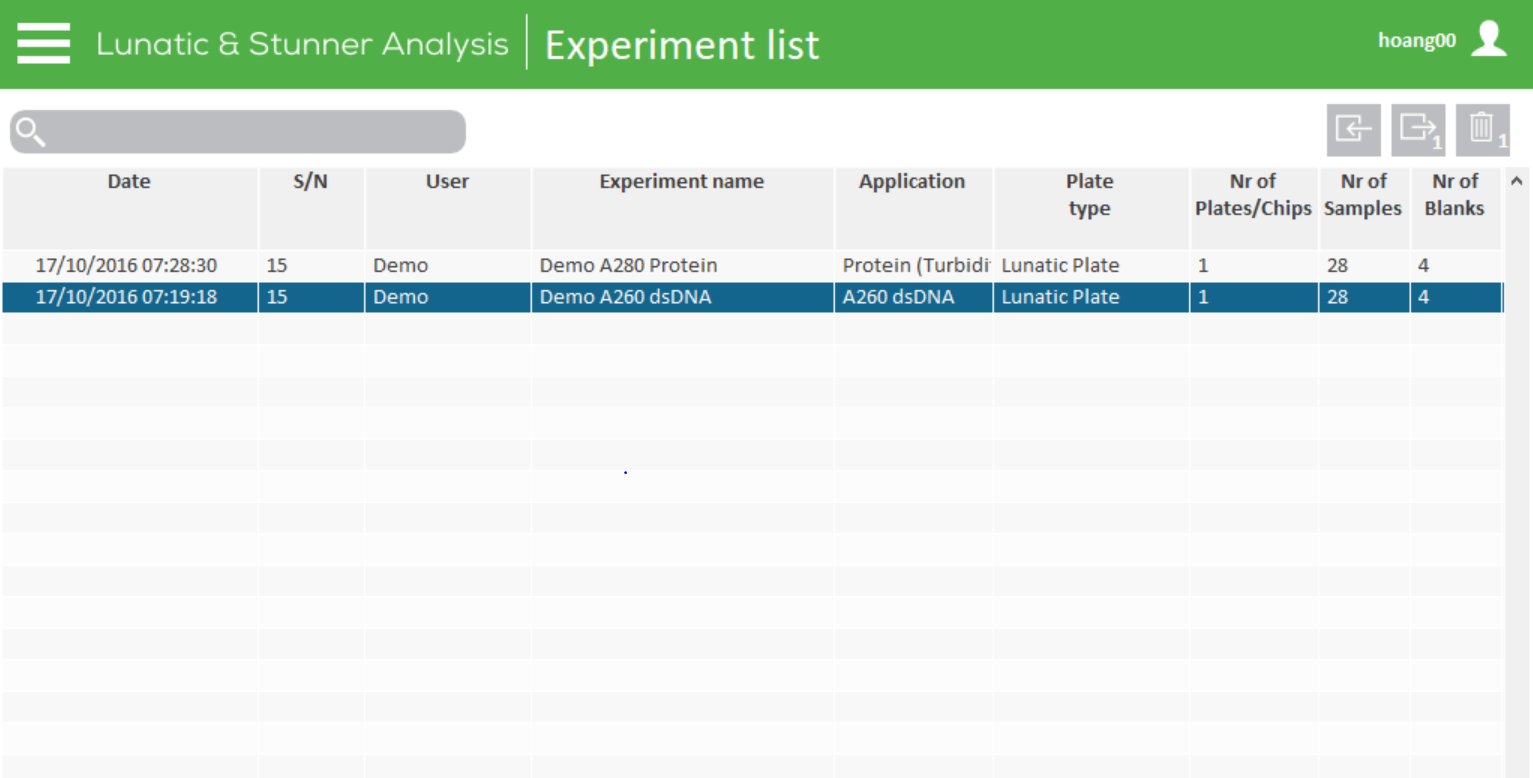 Lunatic & Stunner Analysis Experiment list hoang00
1 1
Date S/N User Experiment name Application Plate Nr of Nr of Nr of
type Plates/Chips Samples Blanks
17/10/2016 07:28:30 15 Demo Demo A280 Protein Protein (Turbidi Lunatic Plate 1 28 4
17/10/2016 07:19:18 15 Demo Demo A260 dsDNA A260 dsDNA Lunatic Plate 1 28 4